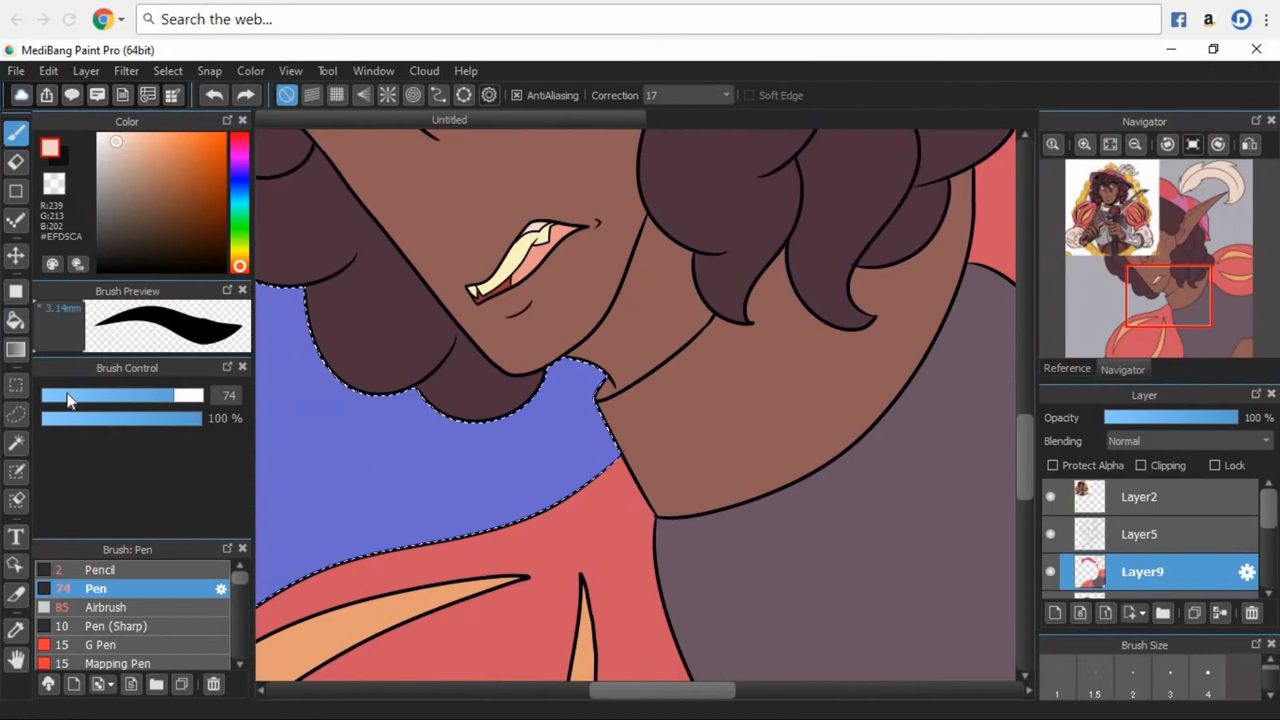 Search the web...
MediBang Paint Pro (64bit)
File Edit Layer Filter Select Snap Color View Tool Window Cloud Help
AntiAliasing Correction 17 Soft Edge
Color
Untitled
Navigator
R:239
G:213
B:202
#EFD5CA
Brush Preview
* 3.14mm
Brush Control
74
100 %
Reference Navigator
Layer
Opacity 100 %
Blending Normal
Protect Alpha Clipping Lock
Layer2
Layer5
Layer9
Brush: Pen
2 Pencil
74 Pen
85 Airbrush
10 Pen (Sharp)
15 G Pen
15 Mapping Pen
Brush Size
1 1.5 2 3 4